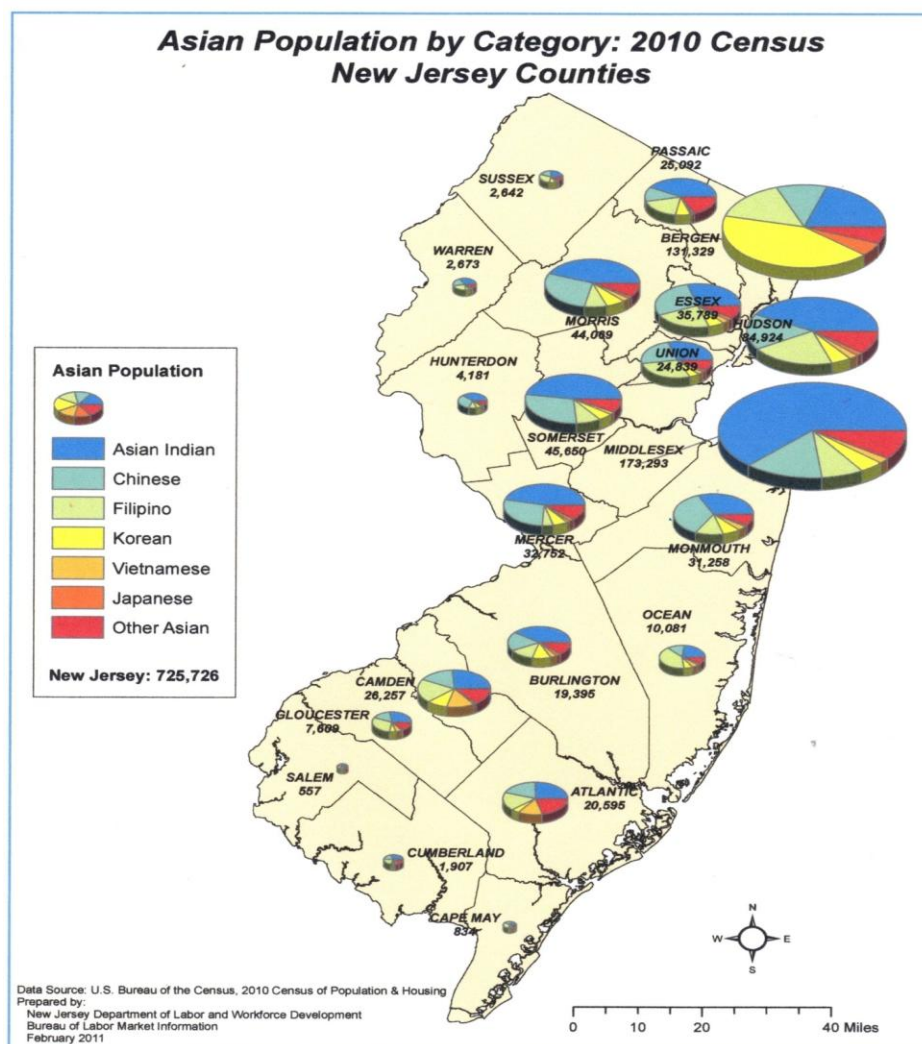 Asian Population by Category: 2010 Census
New Jersey Counties
PASSAIC
25,092
SUSSEX
2,642
BERGEN
131,329
WARREN
2,673
ESSEX
35,789
HUDSON
84,924
MORRIS
44,069
UNION
24,839
HUNTERDON
4,181
SOMERSET
45,650
MIDDLESEX
173,293
MERCER
32,752
MONMOUTH
31,258
OCEAN
10,081
BURLINGTON
19,395
CAMDEN
26,257
GLOUCESTER
7,609
SALEM
557
ATLANTIC
20,595
CUMBERLAND
1,907
CAPE MAY
834
Asian Population
Asian Indian
Chinese
Filipino
Korean
Vietnamese
Japanese
Other Asian
New Jersey: 725,726
N
W
E
S
Data Source: U.S. Bureau of the Census, 2010 Census of Population & Housing
Prepared by:
New Jersey Department of Labor and Workforce Development
Bureau of Labor Market Information
February 2011
0 10 20 40 Miles